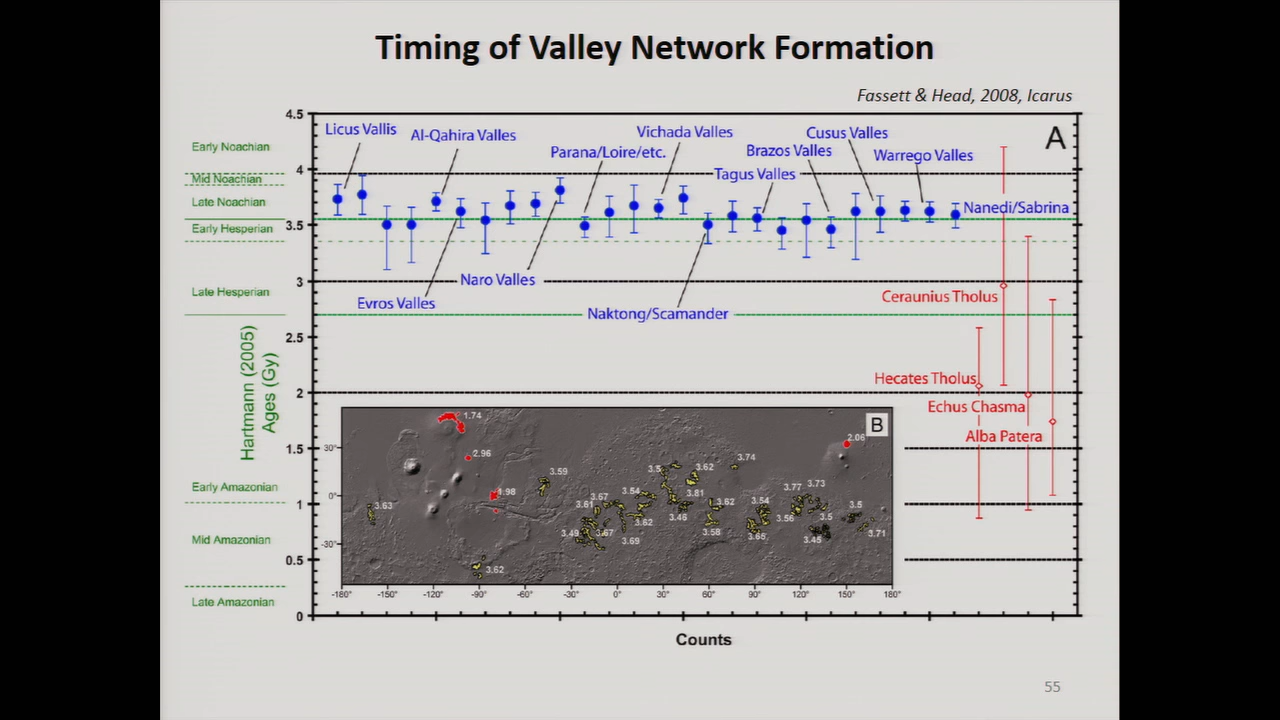 Timing of Valley Network Formation
Fassett & Head, 2008, Icarus
A
4.5
4
3.5
3
2.5
2
1.5
1
0.5
0
Early Noachian
Mid Noachian
Late Noachian
Early Hesperian
Late Hesperian
Early Amazonian
Mid Amazonian
Late Amazonian
Hartmann (2005)
Ages (Gy)
Licus Vallis
Al-Qahira Valles
Vichada Valles
Cusus Valles
Parana/Loire/etc.
Brazos Valles
Warrego Valles
Tagus Valles
Nanedi/Sabrina
Naro Valles
Evros Valles
Naktong/Scamander
Ceraunius Tholus
Hecates Tholus
Echus Chasma
Alba Patera
B
1.74
2.06
2.96
3.74
3.5
3.62
3.59
1.98
3.77
3.73
3.67
3.54
3.81
3.63
3.61
3.62
3.54
3.5
3.46
3.56
3.5
3.62
3.49
3.67
3.58
3.65
3.45
3.71
3.69
3.62
30°
0°
-30°
-180° -150° -120° -90° -60° -30° 0° 30° 60° 90° 120° 150° 180°
Counts
55